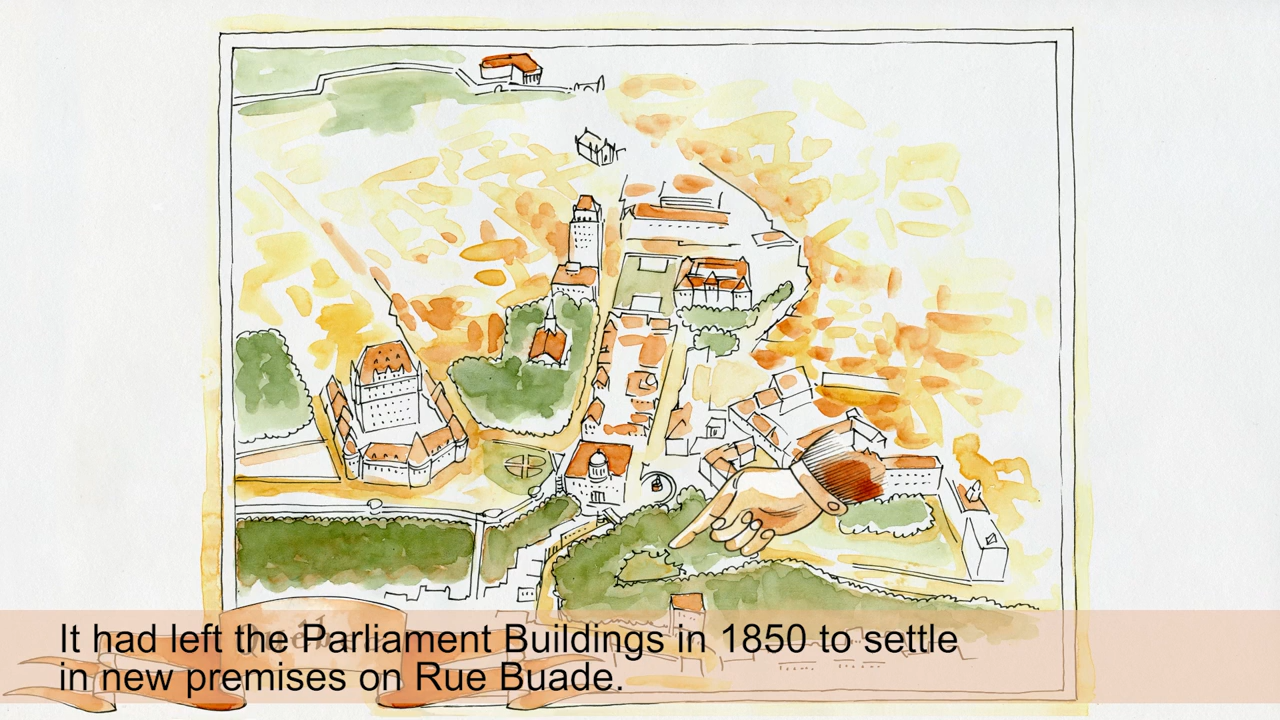 It had left the Parliament Buildings in 1850 to settle
in new premises on Rue Buade.